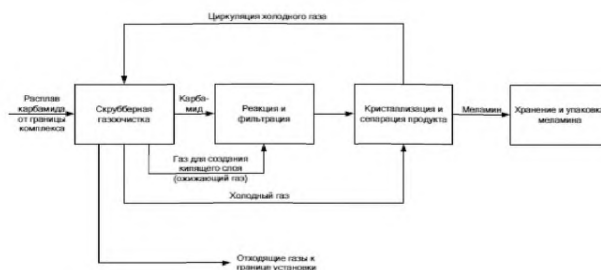 Циркуляция холодного газа
Расплав
карбамида
от границы
комплекса
Скрубберная
газоочистка
Карба-
мид
Реакция и
фильтрация
Кристаллизация и
сепарация продукта
Меламин
Хранение и упаковка
меламина
Газ для создания
кипящего слоя
(ожижающий газ)
Холодный газ
Отходящие газы к
границе установки